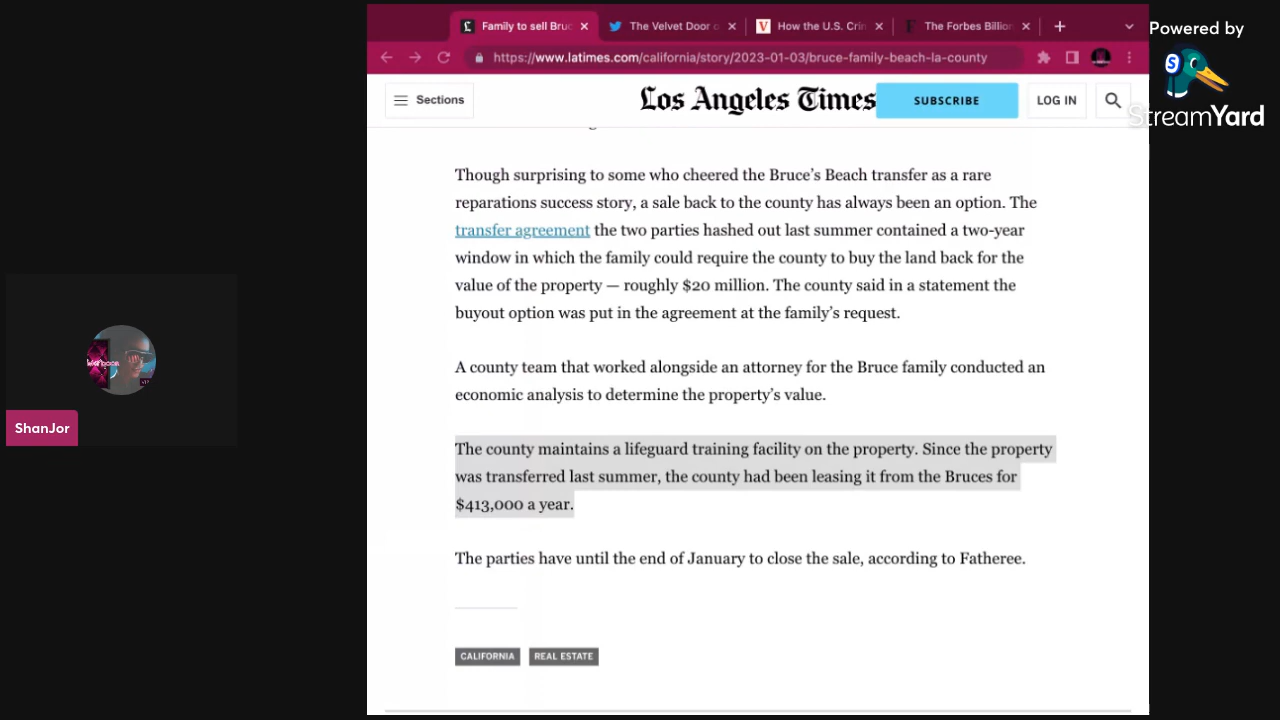 Family to sell Bruc
The Velvet Door o
How the U.S. Crin
The Forbes Billion
Powered by
StreamYard
https://www.latimes.com/california/story/2023-01-03/bruce-family-beach-la-county
Sections
Los Angeles Times
SUBSCRIBE
LOG IN
Though surprising to some who cheered the Bruce’s Beach transfer as a rare
reparations success story, a sale back to the county has always been an option. The
transfer agreement the two parties hashed out last summer contained a two-year
window in which the family could require the county to buy the land back for the
value of the property — roughly $20 million. The county said in a statement the
buyout option was put in the agreement at the family’s request.
A county team that worked alongside an attorney for the Bruce family conducted an
economic analysis to determine the property’s value.
The county maintains a lifeguard training facility on the property. Since the property
was transferred last summer, the county had been leasing it from the Bruces for
$413,000 a year.
The parties have until the end of January to close the sale, according to Fatheree.
CALIFORNIA
REAL ESTATE
ShanJor